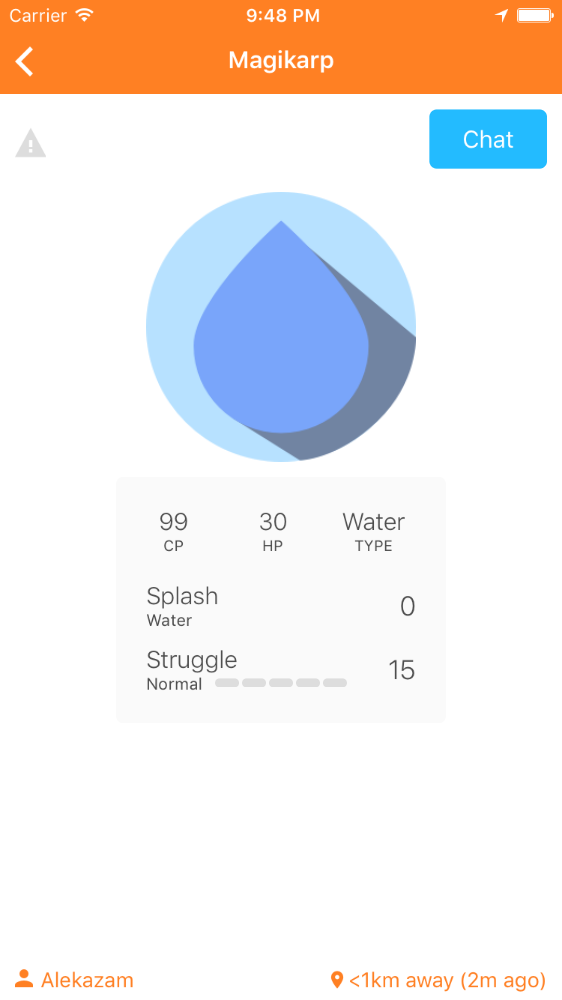 Carrier 9:48 PM
Magikarp
Chat
99 30 Water
CP HP TYPE
Splash 0
Water
Struggle 15
Normal
Alekazam <1km away (2m ago)